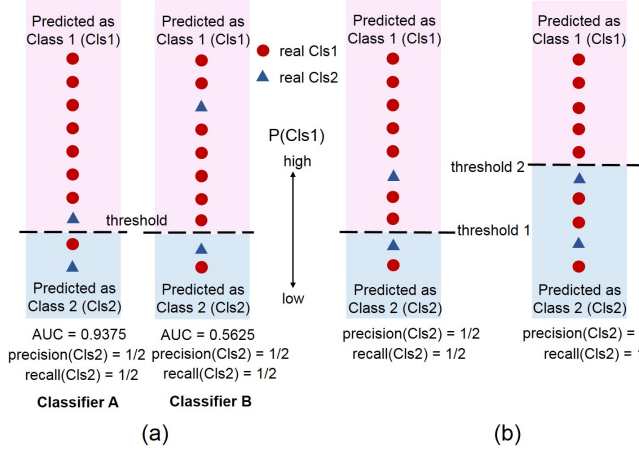 Predicted as
Class 1 (Cls1)
Predicted as
Class 1 (Cls1)
real Cls1
real Cls2
P(Cls1)
high
low
threshold
Predicted as
Class 2 (Cls2)
Predicted as
Class 2 (Cls2)
AUC = 0.9375
precision(Cls2) = 1/2
recall(Cls2) = 1/2
Classifier A
AUC = 0.5625
precision(Cls2) = 1/2
recall(Cls2) = 1/2
Classifier B
(a)
Predicted as
Class 1 (Cls1)
Predicted as
Class 1 (Cls1)
threshold 2
threshold 1
Predicted as
Class 2 (Cls2)
Predicted as
Class 2 (Cls2)
precision(Cls2) = 1/2
recall(Cls2) = 1/2
precision(Cls2) =
recall(Cls2) =
(b)